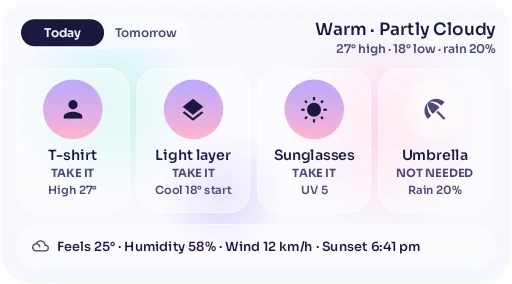 Today
Tomorrow
Warm · Partly Cloudy
27° high · 18° low · rain 20%
T-shirt
TAKE IT
High 27°
Light layer
TAKE IT
Cool 18° start
Sunglasses
TAKE IT
UV 5
Umbrella
NOT NEEDED
Rain 20%
Feels 25° · Humidity 58% · Wind 12 km/h · Sunset 6:41 pm